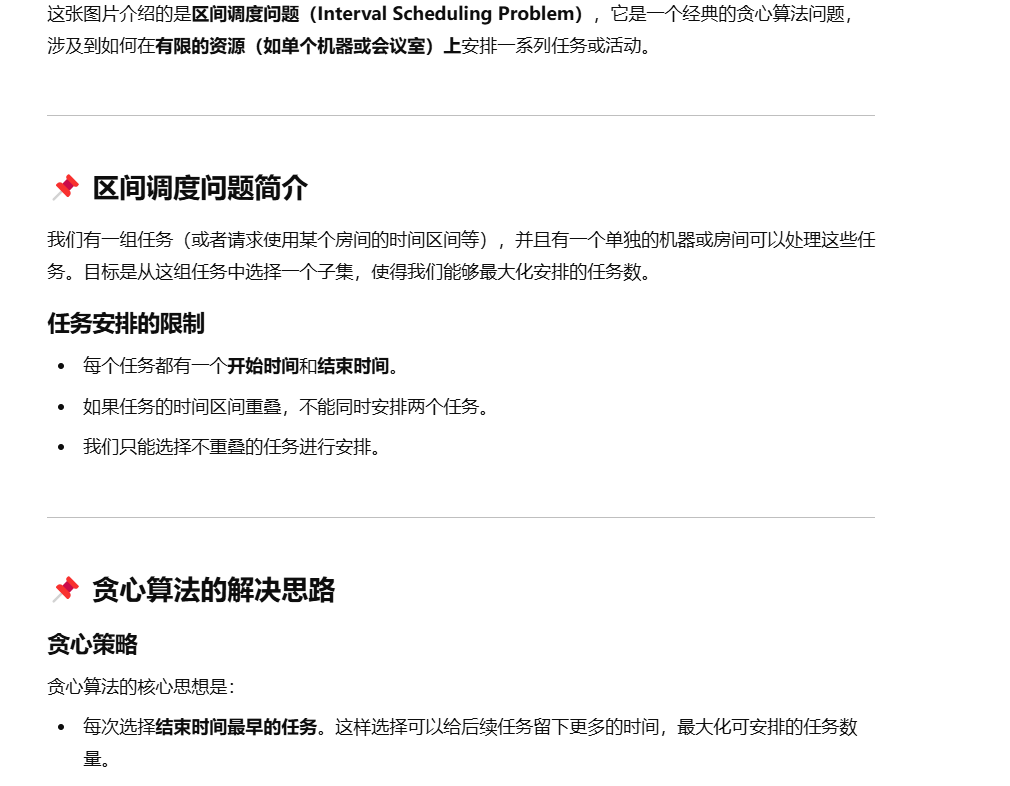 这张图片介绍的是区间调度问题（Interval Scheduling Problem），它是一个经典的贪心算法问题，
涉及到如何在有限的资源（如单个机器或会议室）上安排一系列任务或活动。
📌 区间调度问题简介
我们有一组任务（或者请求使用某个房间的时间区间等），并且有一个单独的机器或房间可以处理这些任
务。目标是从这组任务中选择一个子集，使得我们能够最大化安排的任务数。
任务安排的限制
• 每个任务都有一个开始时间和结束时间。
• 如果任务的时间区间重叠，不能同时安排两个任务。
• 我们只能选择不重叠的任务进行安排。
📌 贪心算法的解决思路
贪心策略
贪心算法的核心思想是：
• 每次选择结束时间最早的任务。这样选择可以给后续任务留下更多的时间，最大化可安排的任务数
量。